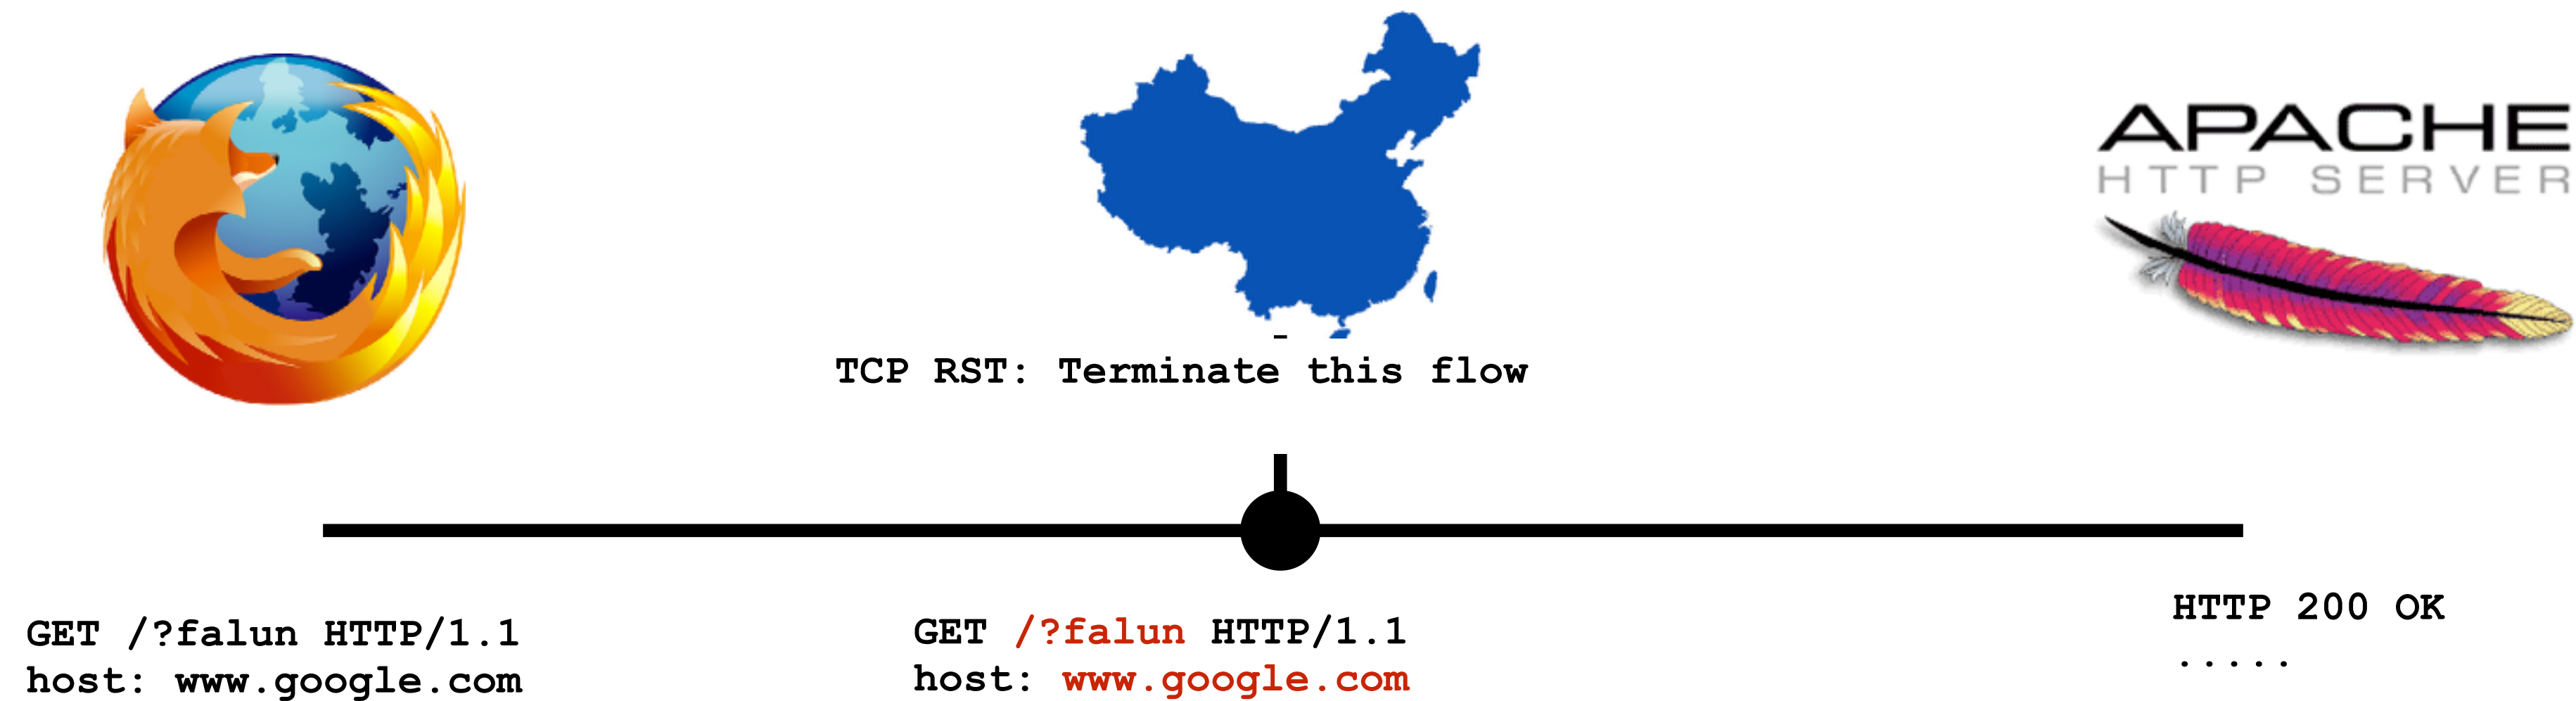 APACHE
HTTP SERVER
TCP RST: Terminate this flow
GET /?falun HTTP/1.1
host: www.google.com
GET /?falun HTTP/1.1
host: www.google.com
HTTP 200 OK
.....